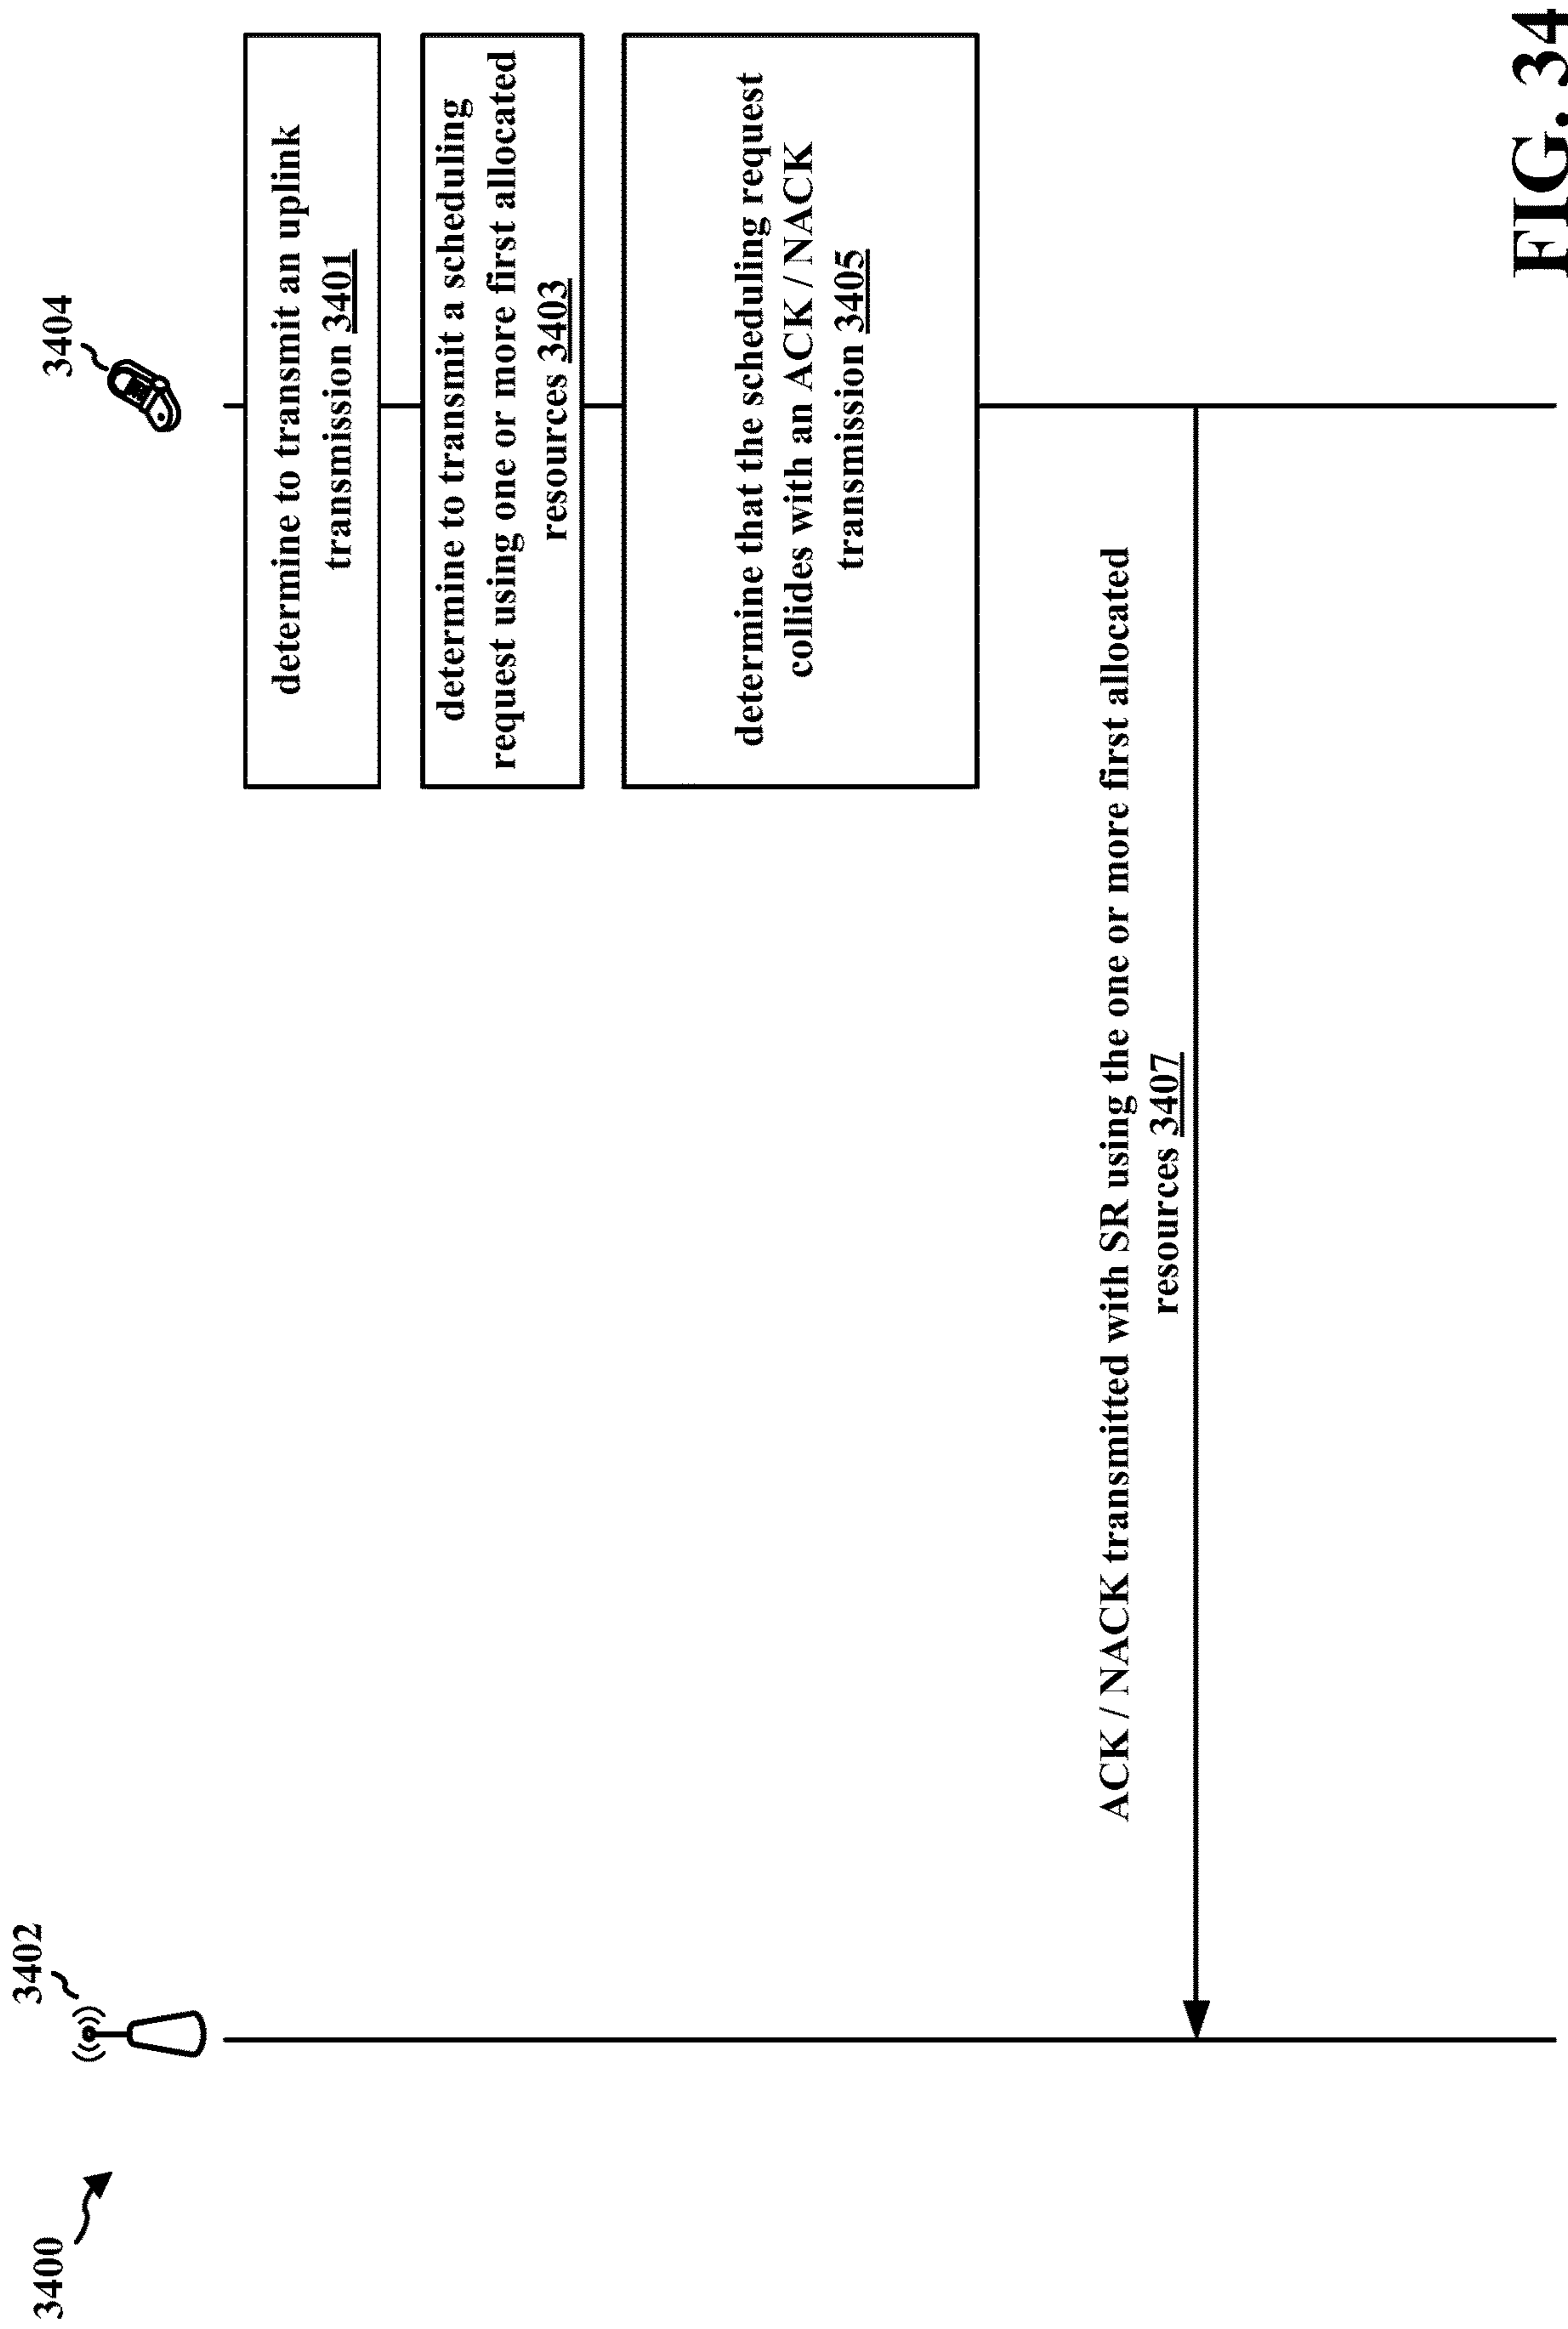 3400
3402
3404
determine to transmit an uplink
transmission 3401
determine to transmit a scheduling
request using one or more first allocated
resources 3403
determine that the scheduling request
collides with an ACK / NACK
transmission 3405
ACK / NACK transmitted with SR using the one or more first allocated
resources 3407
FIG. 34